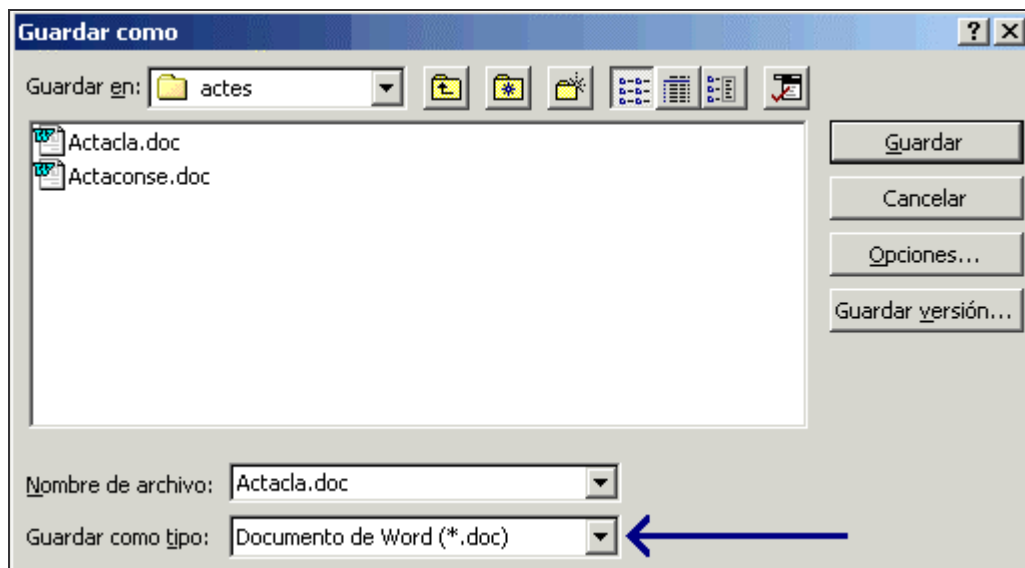 Guardar como
Guardar en: actes
Actacla.doc
Actaconse.doc
Guardar
Cancelar
Opciones...
Guardar versión...
Nombre de archivo: Actacla.doc
Guardar como tipo: Documento de Word (*.doc)